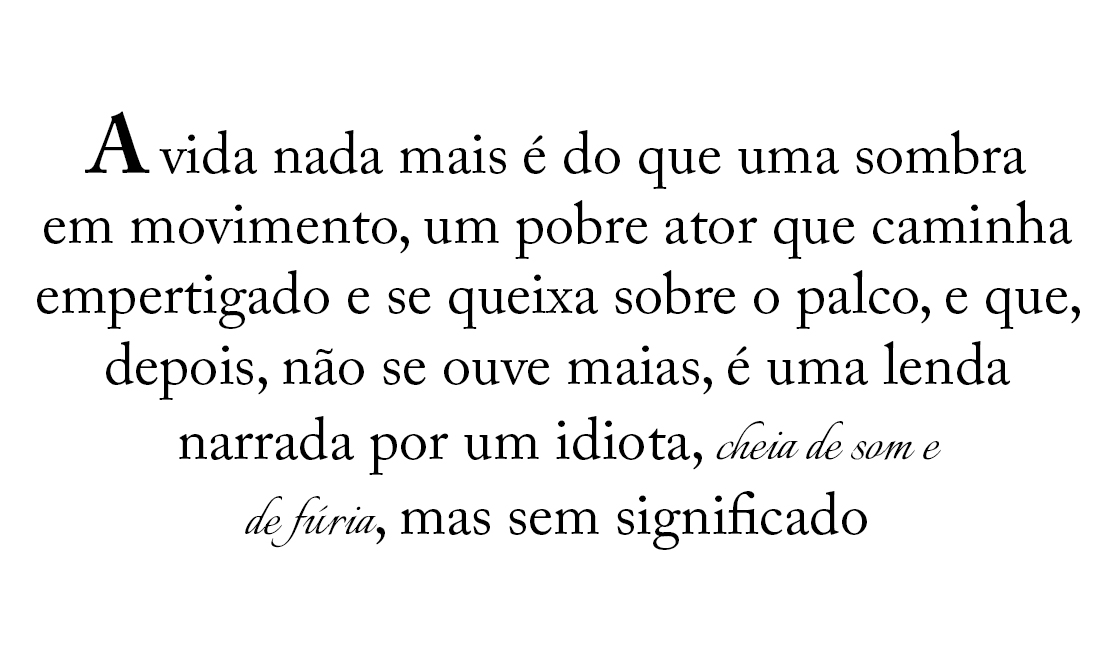 A vida nada mais é do que uma sombra
em movimento, um pobre ator que caminha
empertigado e se queixa sobre o palco, e que,
depois, não se ouve maias, é uma lenda
narrada por um idiota, cheia de som e
de fúria, mas sem significado